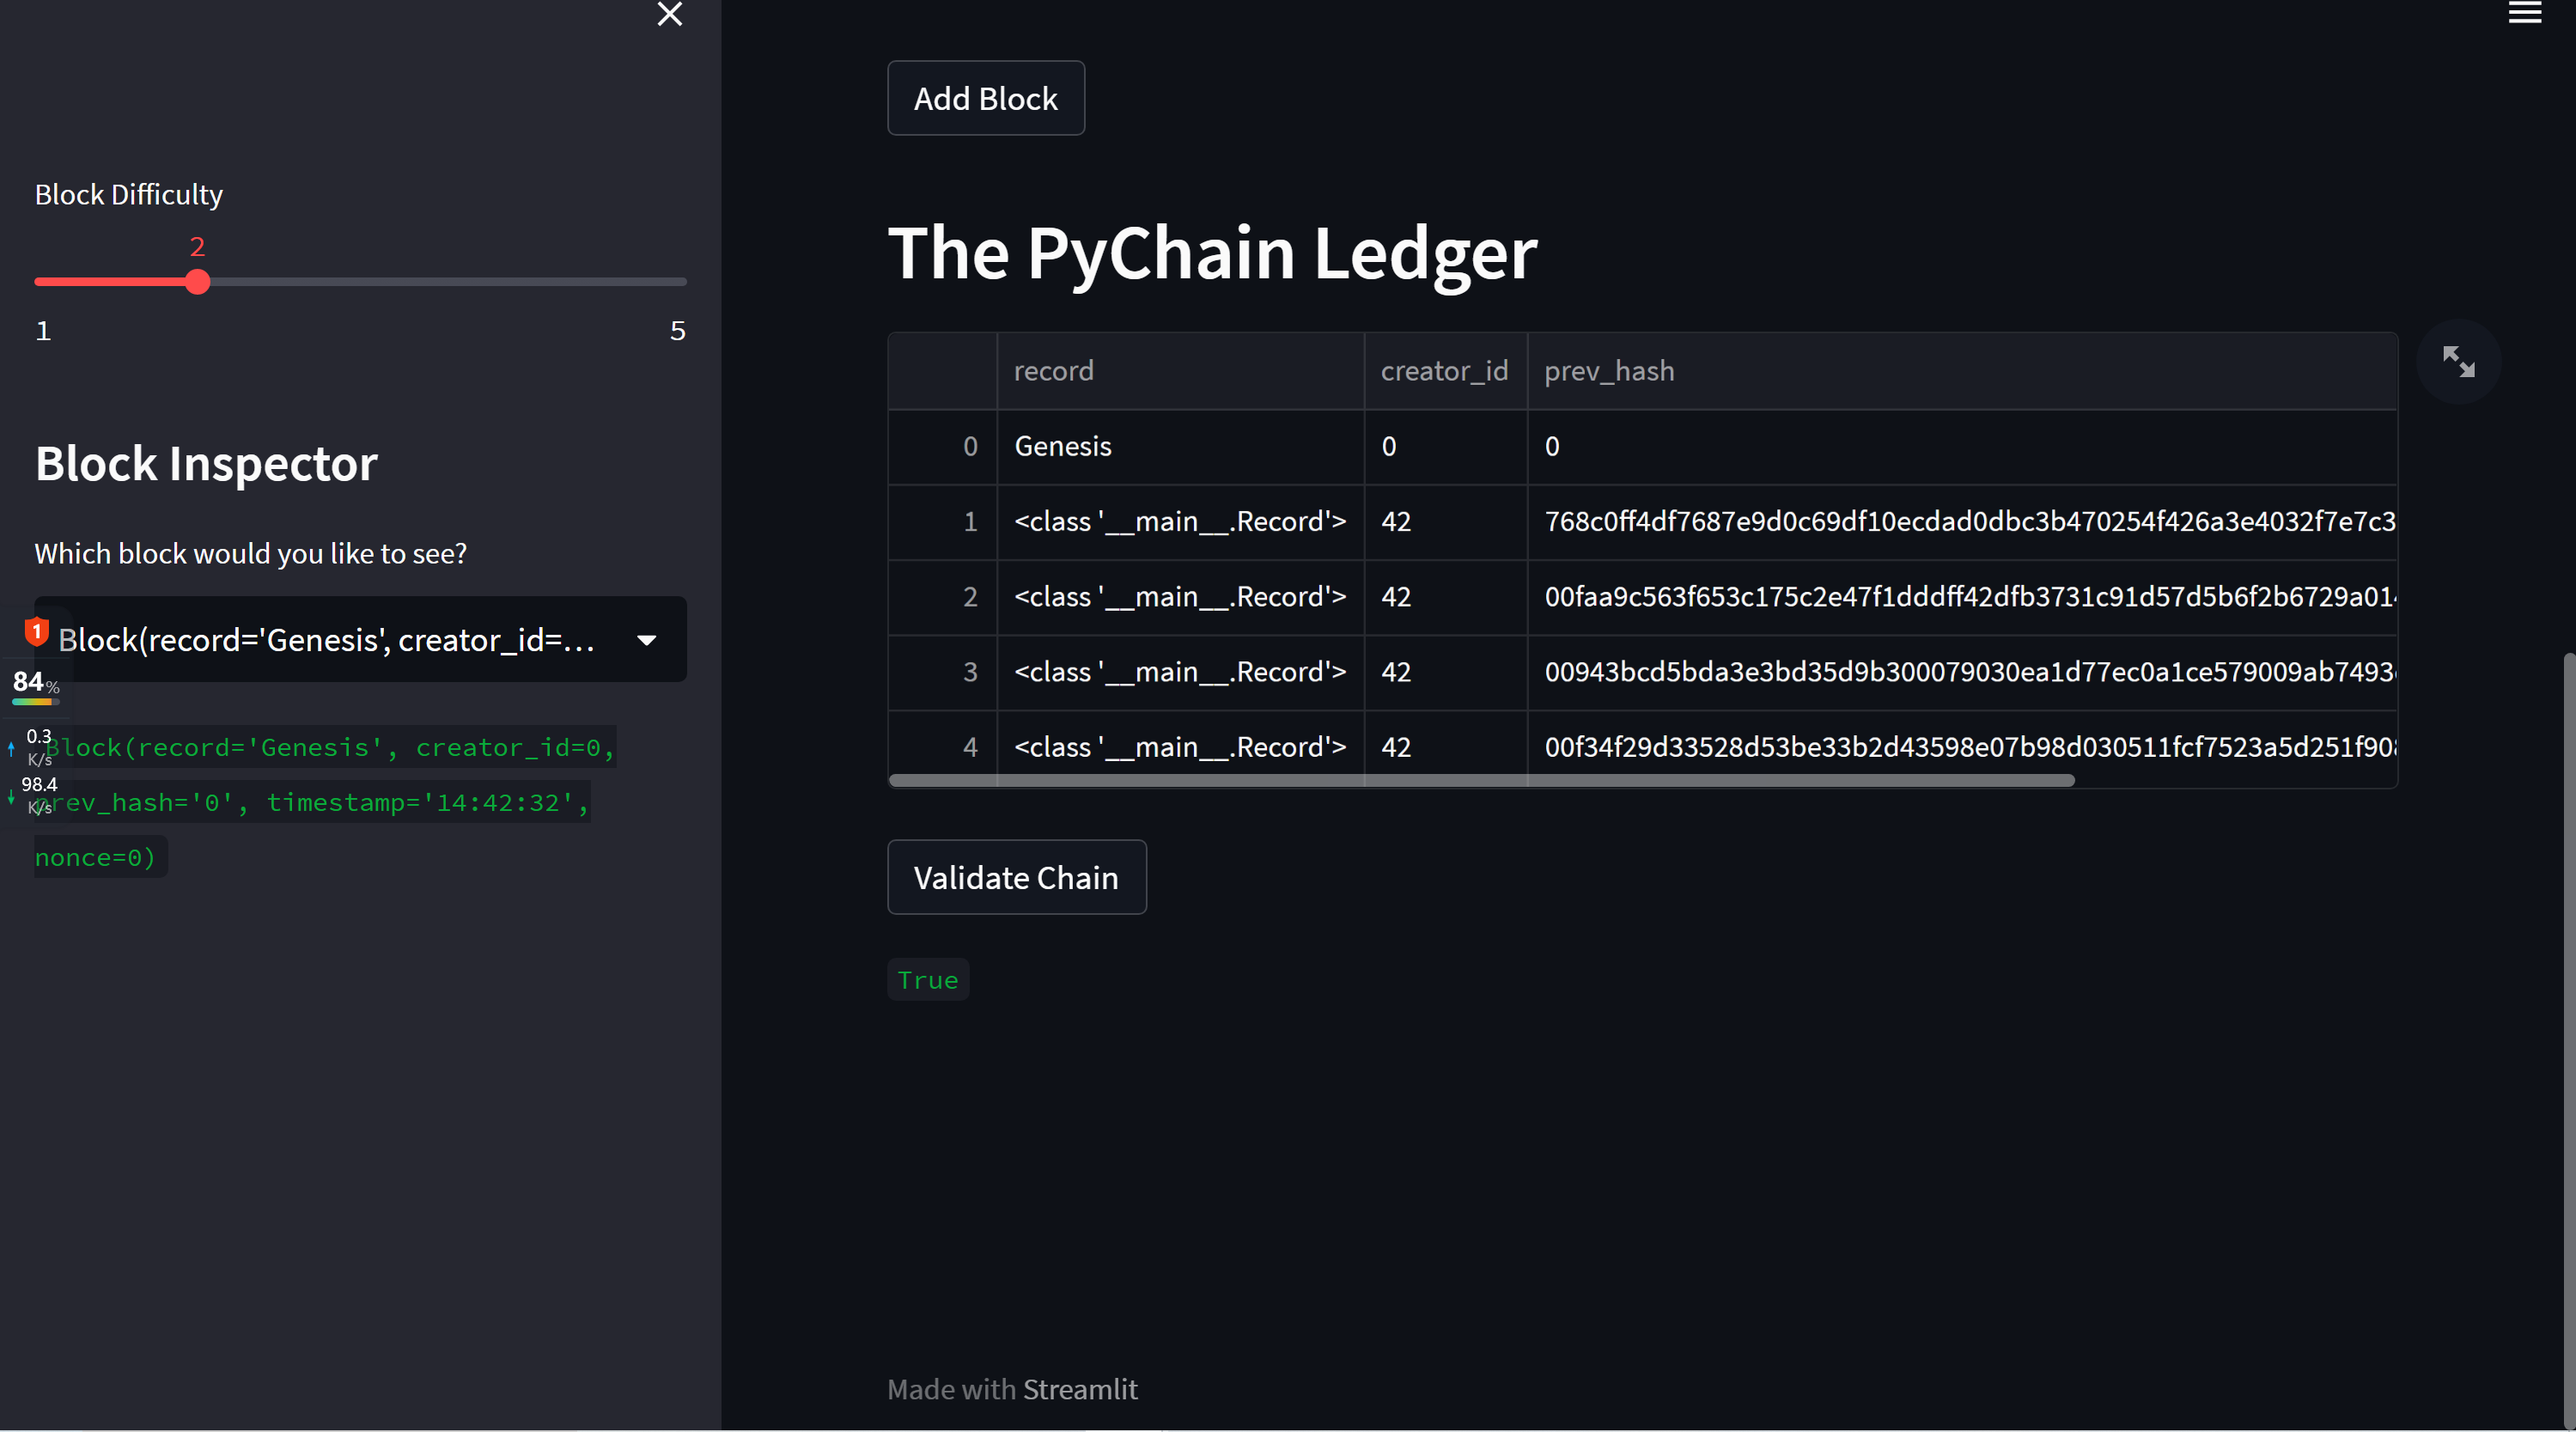 Block Difficulty
2
1 5
Block Inspector
Which block would you like to see?
1
Block(record='Genesis', creator_id=...
84%
0.3
K/s
98.4
K/s
Block(record='Genesis', creator_id=0,
prev_hash='0', timestamp='14:42:32',
nonce=0)
Add Block
The PyChain Ledger
record creator_id prev_hash
0 Genesis 0 0
1 <class '__main__.Record'> 42 768c0ff4df7687e9d0c69df10ecdad0dbc3b470254f426a3e4032f7e7c3
2 <class '__main__.Record'> 42 00faa9c563f653c175c2e47f1dddff42dfb3731c91d57d5b6f2b6729a014
3 <class '__main__.Record'> 42 00943bcd5bda3e3bd35d9b300079030ea1d77ec0a1ce579009ab7493
4 <class '__main__.Record'> 42 00f34f29d33528d53be33b2d43598e07b98d030511fcf7523a5d251f90
Validate Chain
True
Made with Streamlit